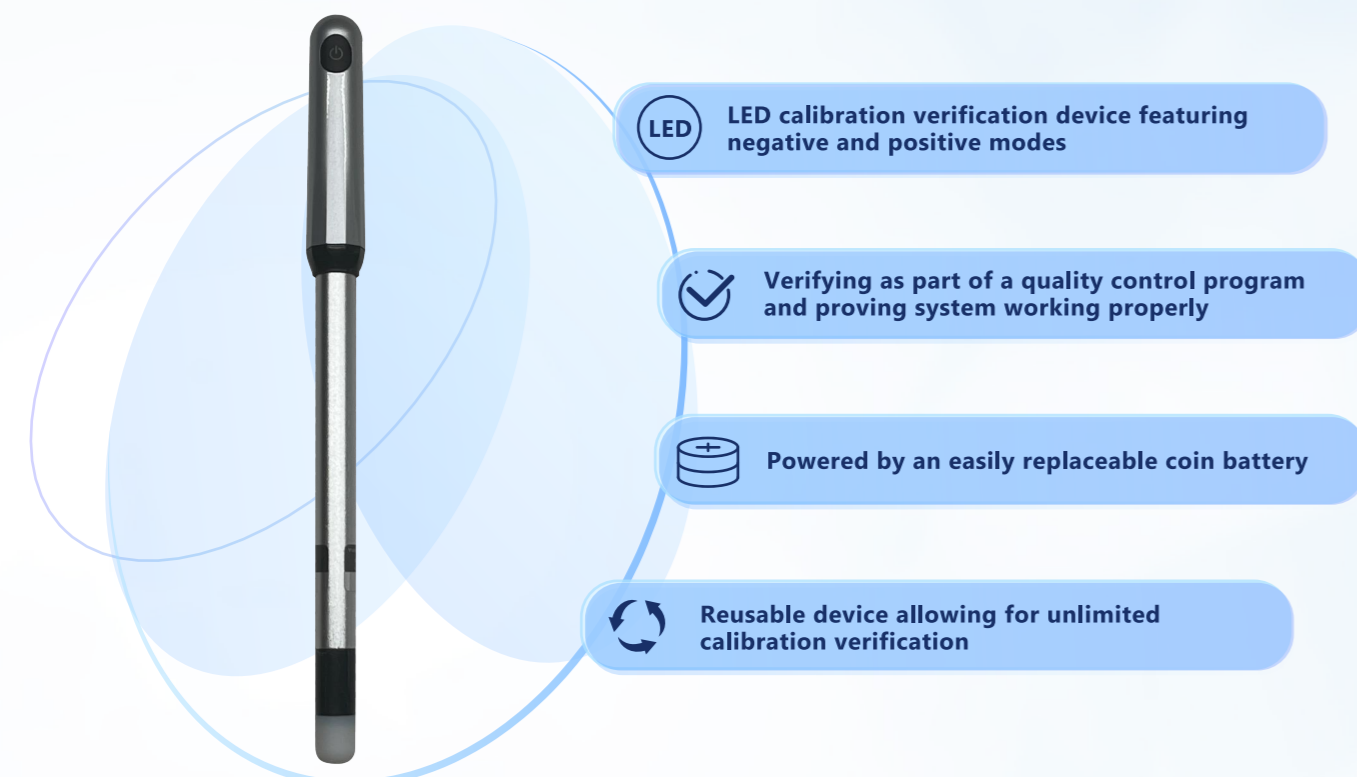 LED
LED calibration verification device featuring
negative and positive modes
Verifying as part of a quality control program
and proving system working properly
Powered by an easily replaceable coin battery
Reusable device allowing for unlimited
calibration verification